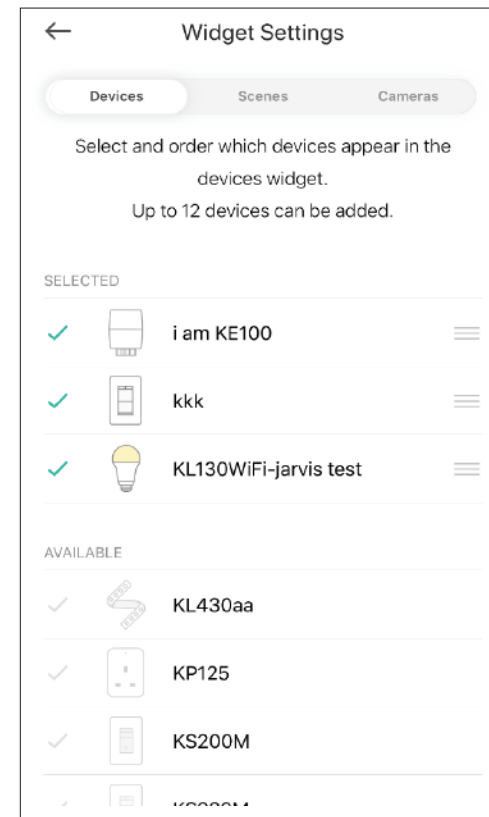 Widget Settings
Devices Scenes Cameras
Select and order which devices appear in the
devices widget.
Up to 12 devices can be added.
SELECTED
i am KE100
kkk
KL130WiFi-jarvis test
AVAILABLE
KL430aa
KP125
KS200M